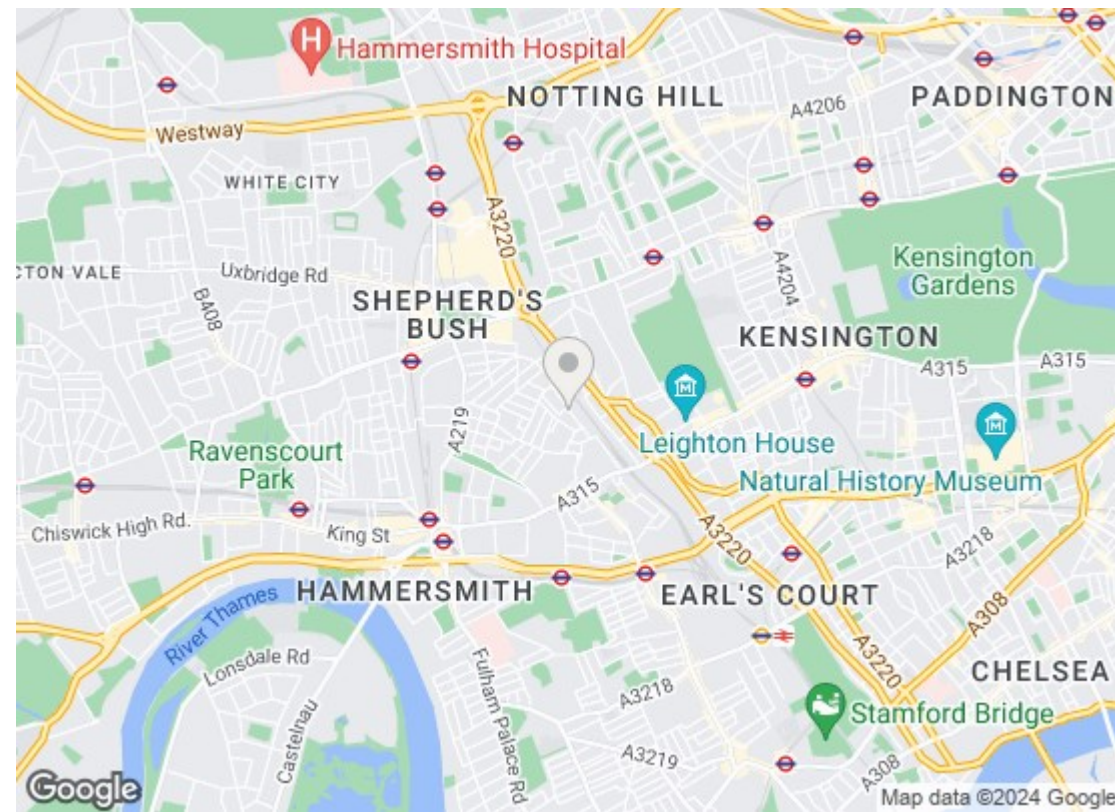 H
Hammersmith Hospital
NOTTING HILL
A4206
PADDINGTON
Westway
WHITE CITY
A3220
CTON VALE
Uxbridge Rd
B408
SHEPHERD'S
BUSH
A4204
Kensington
Gardens
KENSINGTON
A315
A315
A219
M
Leighton House
M
Natural History Museum
Ravenscourt
Park
A315
Chiswick High Rd.
King St
A3220
A3218
HAMMERSMITH
EARL'S COURT
A308
River Thames
Lonsdale Rd
Castelnau
Fulham Palace Rd
A3218
A3220
CHELSEA
Stamford Bridge
A3219
A308
Google
Map data ©2024 Google